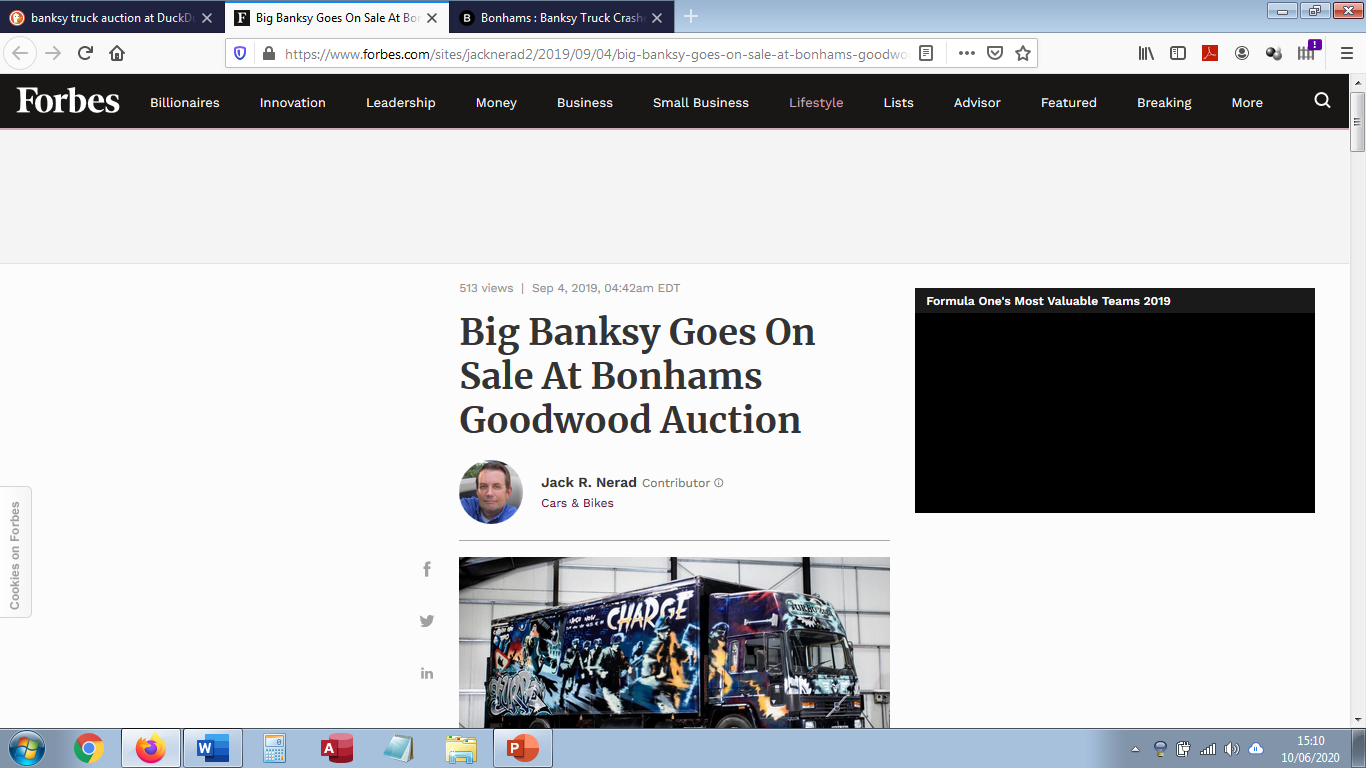 banksy truck auction at DuckDu
Big Banksy Goes On Sale At Bon
Bonhams : Banksy Truck Crashe
https://www.forbes.com/sites/jacknerad2/2019/09/04/big-banksy-goes-on-sale-at-bonhams-goodwo
Forbes
Billionaires Innovation Leadership Money Business Small Business Lifestyle Lists Advisor Featured Breaking More
513 views | Sep 4, 2019, 04:42am EDT
Big Banksy Goes On
Sale At Bonhams
Goodwood Auction
Jack R. Nerad Contributor
Cars & Bikes
Formula One's Most Valuable Teams 2019
Cookies on Forbes
CHARGE
TURBO
15:10
10/06/2020